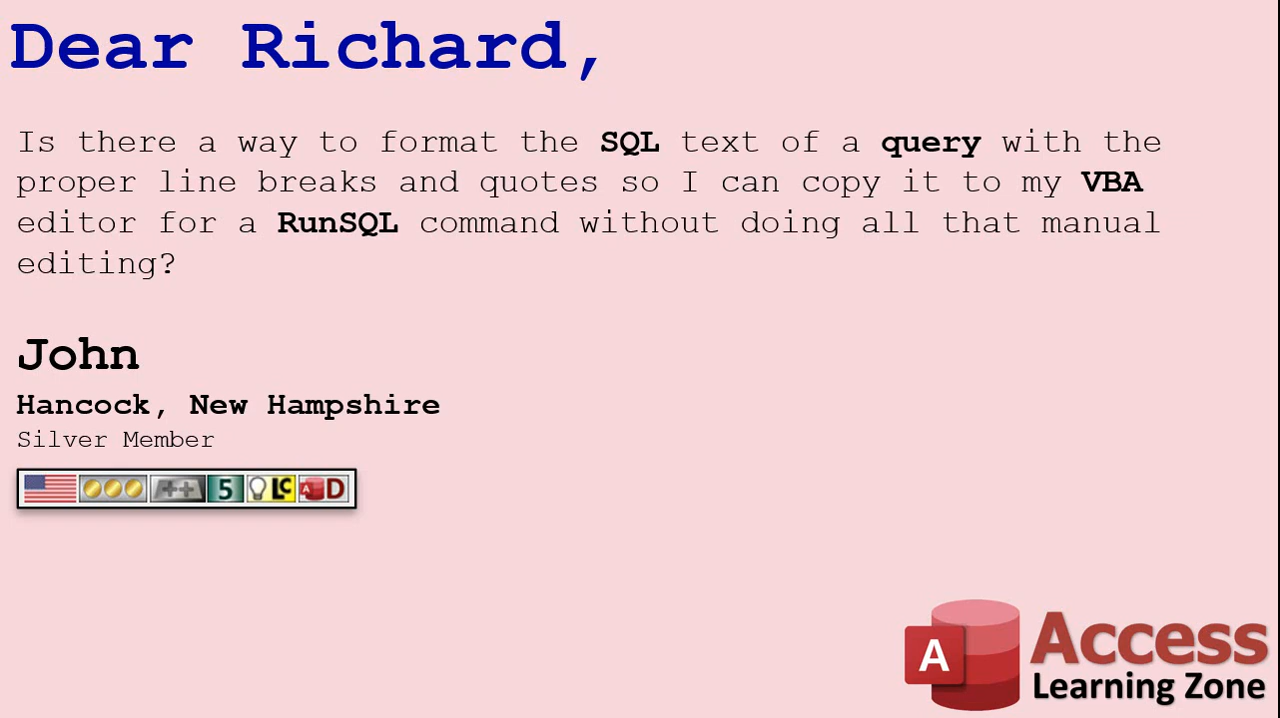 Dear Richard,
Is there a way to format the SQL text of a query with the
proper line breaks and quotes so I can copy it to my VBA
editor for a RunSQL command without doing all that manual
editing?
John
Hancock, New Hampshire
Silver Member
++ 5 LC A D
A Access
Learning Zone